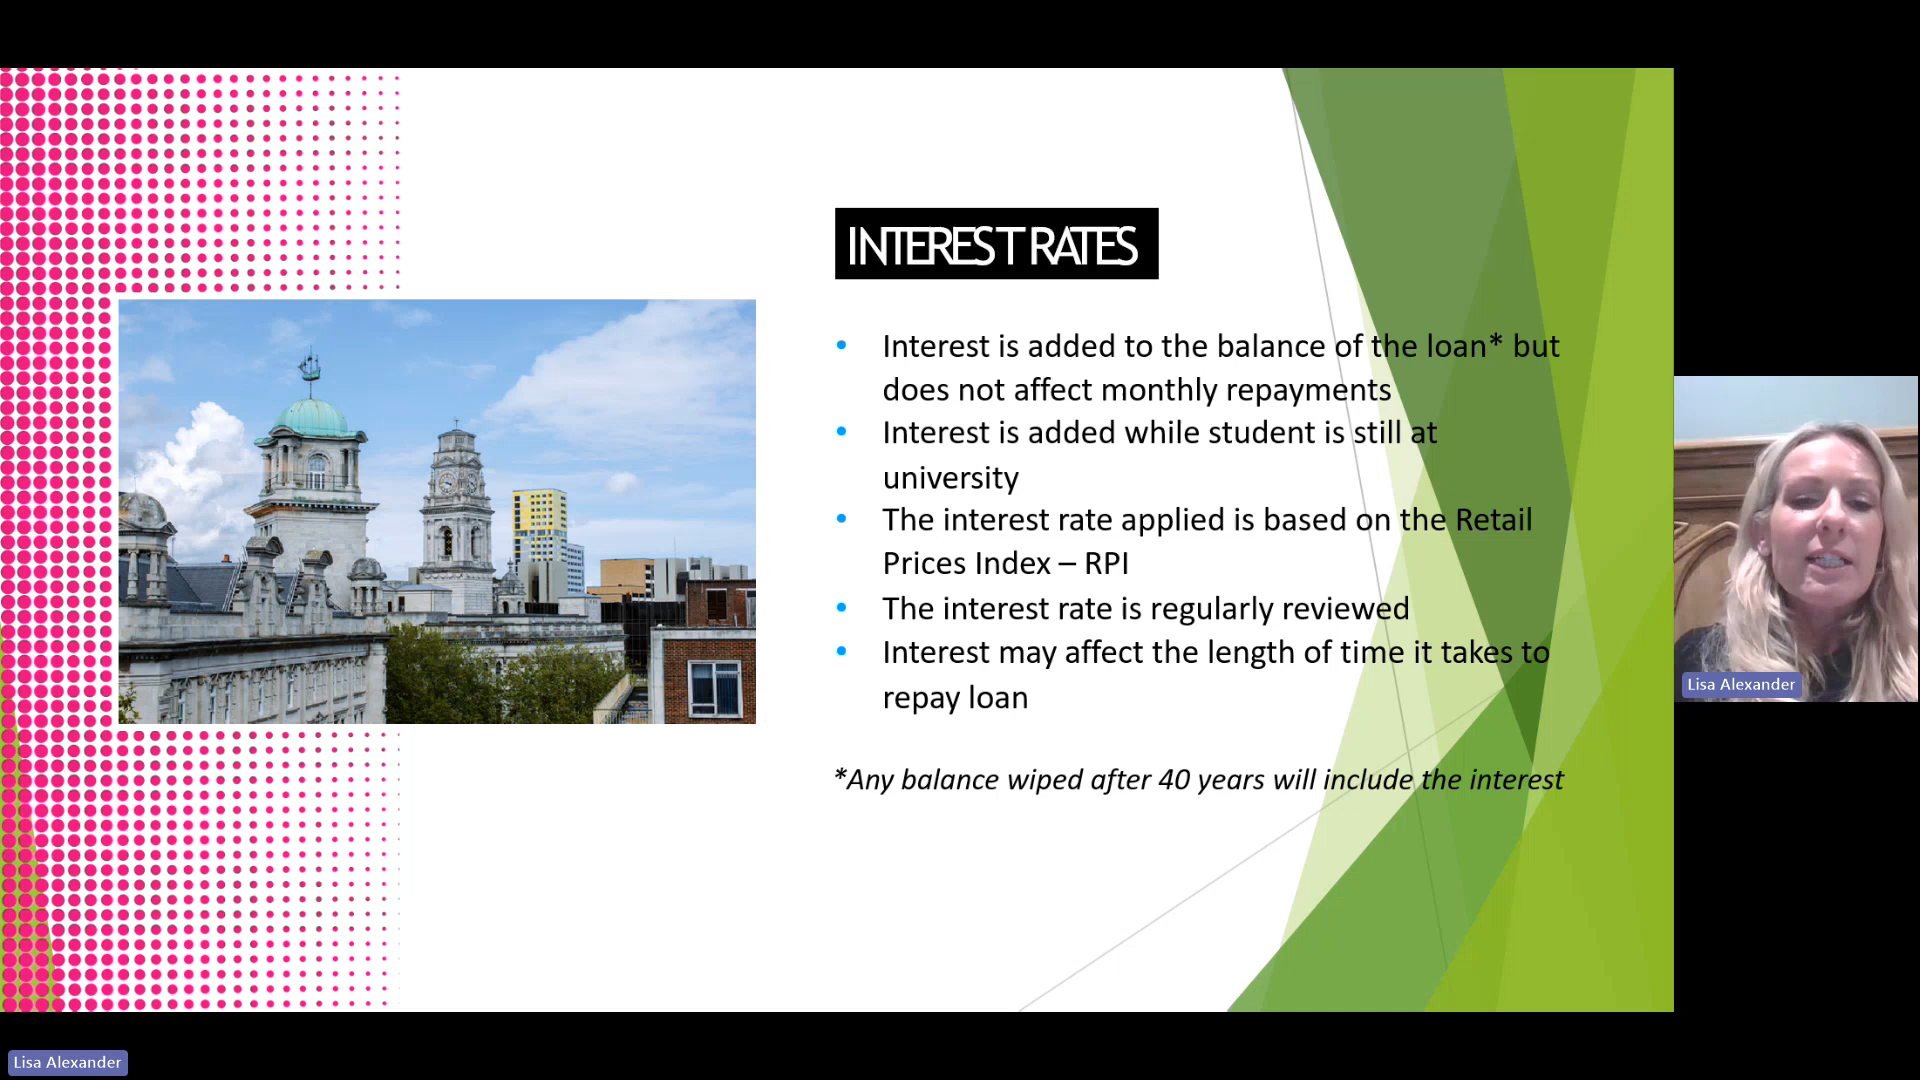 INTEREST RATES
• Interest is added to the balance of the loan* but
does not affect monthly repayments
• Interest is added while student is still at
university
• The interest rate applied is based on the Retail
Prices Index – RPI
• The interest rate is regularly reviewed
• Interest may affect the length of time it takes to
repay loan
*Any balance wiped after 40 years will include the interest
Lisa Alexander
Lisa Alexander